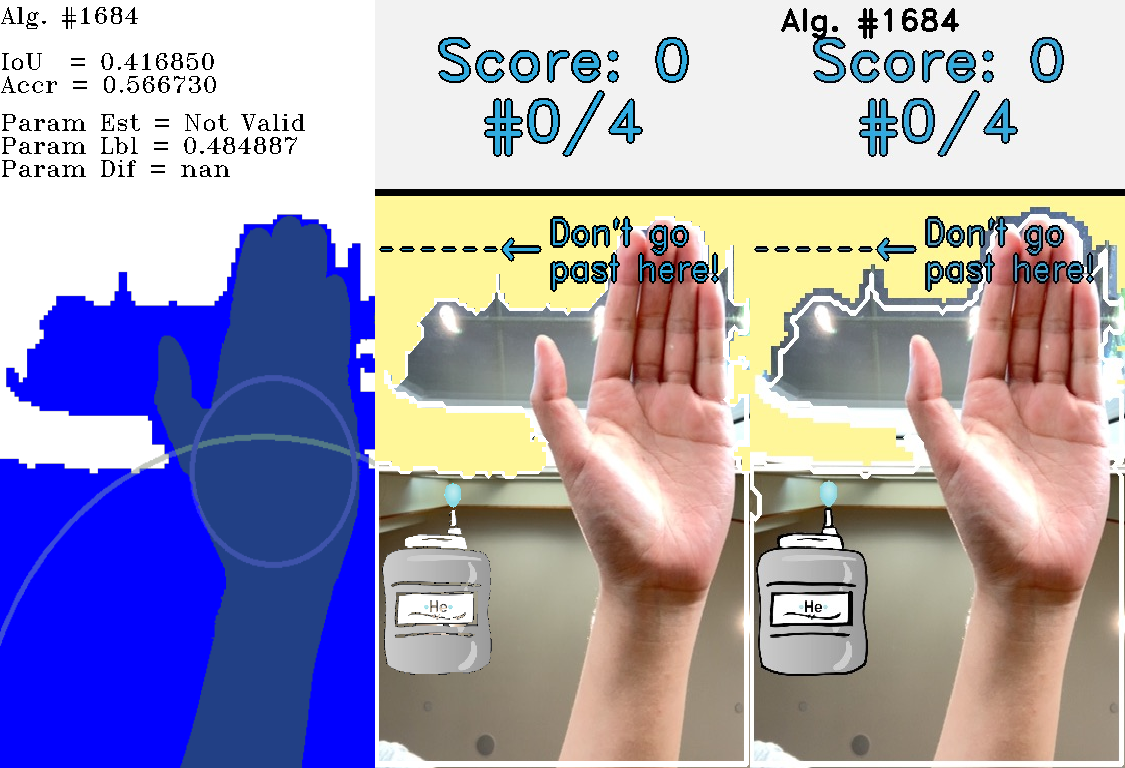 Alg. #1684
IoU = 0.416850
Accr = 0.566730
Param Est = Not Valid
Param Lbl = 0.484887
Param Dif = nan
Score: 0
#0/4
Don't go
past here!
He
Alg. #1684
Score: 0
#0/4
Don't go
past here!
He